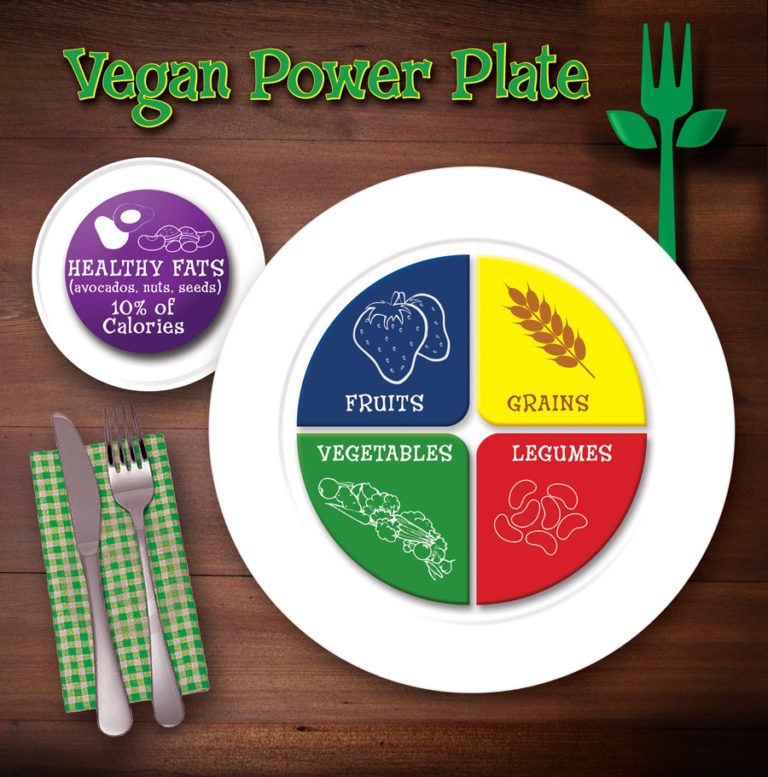 Vegan Power Plate
HEALTHY FATS
(avocados, nuts, seeds)
10% of
Calories
FRUITS
GRAINS
VEGETABLES
LEGUMES